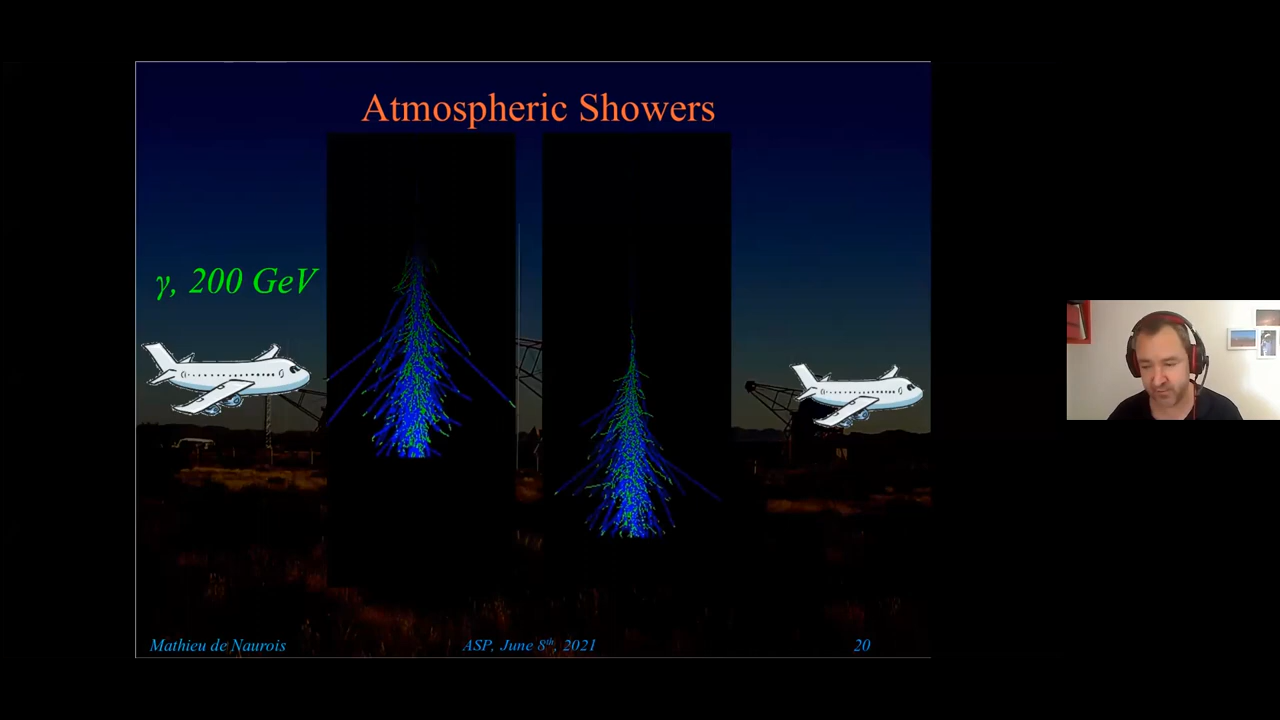 Atmospheric Showers
γ, 200 GeV
Mathieu de Naurois
ASP, June 8th, 2021
20